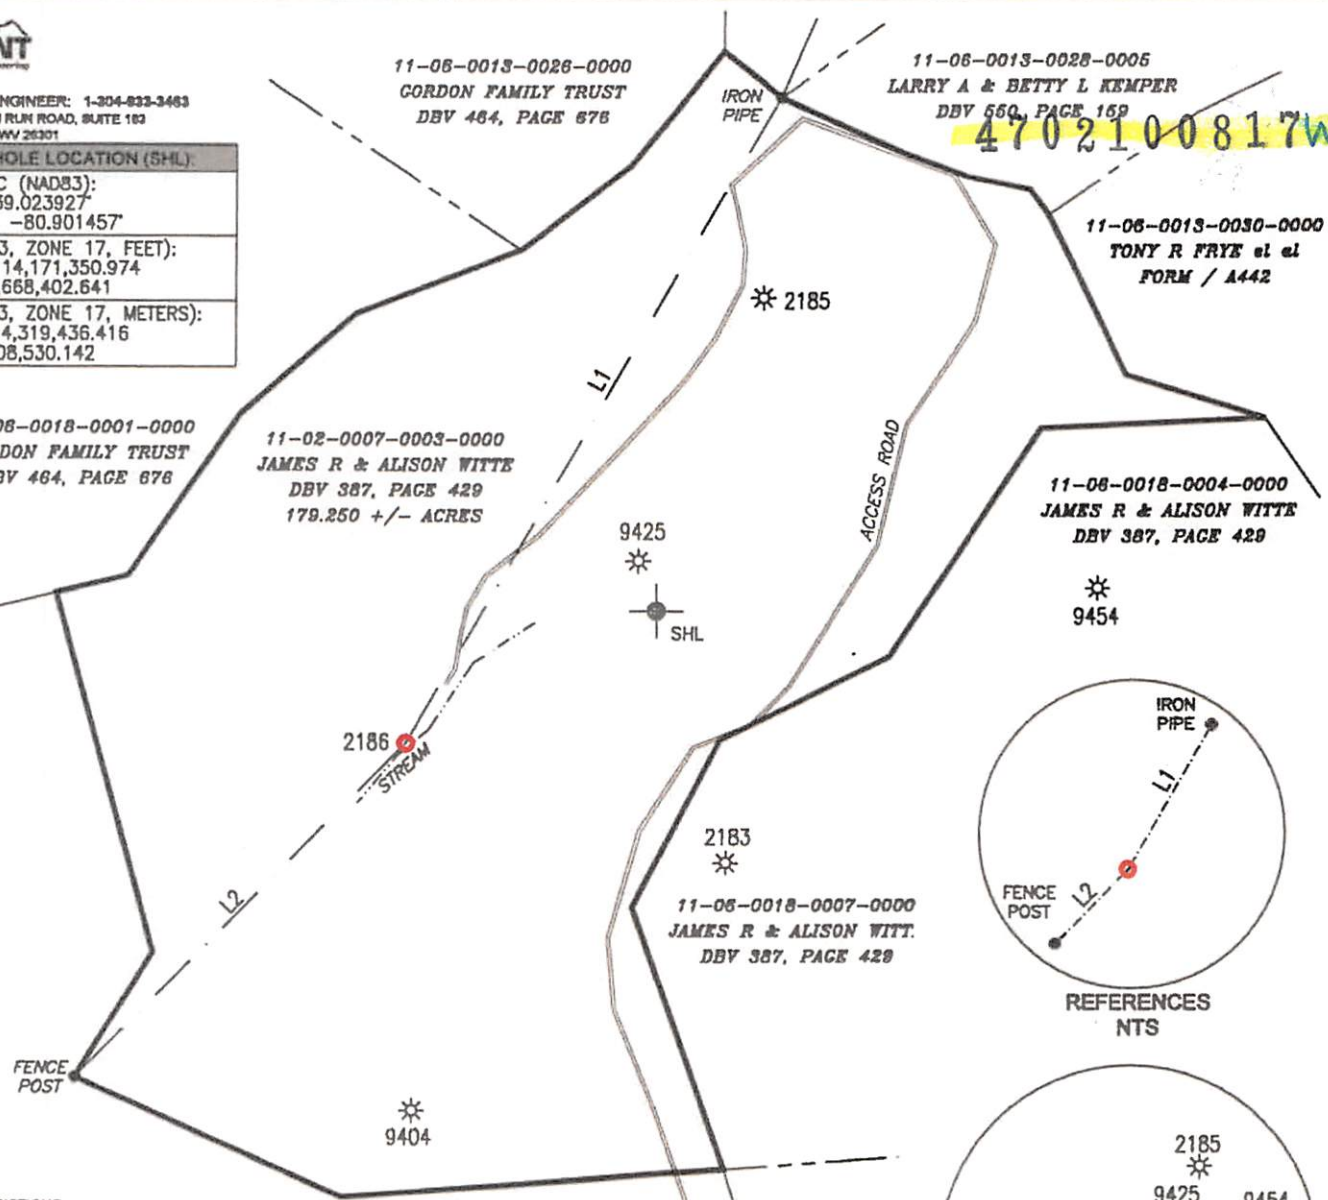 NT
11-06-0013-0026-0000
GORDON FAMILY TRUST
DBV 464, PAGE 676
IRON
PIPE
11-06-0013-0028-0005
LARRY A & BETTY L KEMPER
DBV 550, PAGE 159
4702100817W
NGINEER: 1-304-933-3463
RUN ROAD, SUITE 103
WV 26301
HOLE LOCATION (SHL):
C (NAD83):
39.023927°
-80.901457°
3, ZONE 17, FEET):
14,171,350.974
668,402.641
3, ZONE 17, METERS):
4,319,436.416
08,530.142
11-06-0013-0030-0000
TONY R FRYE et al
FORM / A442
2185
L1
06-0018-0001-0000
DON FAMILY TRUST
BV 464, PAGE 676
11-02-0007-0003-0000
JAMES R & ALISON WITTE
DBV 387, PAGE 429
179.250 +/- ACRES
ACCESS ROAD
11-06-0018-0004-0000
JAMES R & ALISON WITTE
DBV 387, PAGE 429
9425
9454
SHL
2186
STREAM
2183
11-06-0018-0007-0000
JAMES R & ALISON WITT.
DBV 387, PAGE 429
L2
FENCE
POST
9404
IRON
PIPE
L1
FENCE
POST
L2
REFERENCES
NTS
2185
9425
9454